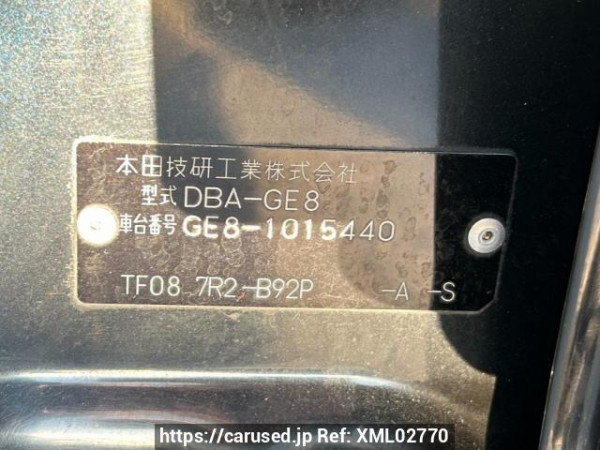 本田技研工業株式会社
型式 DBA-GE8
車台番号 GE8-1015440
TF08 7R2-B92P -A -S
https://carused.jp Ref: XML02770